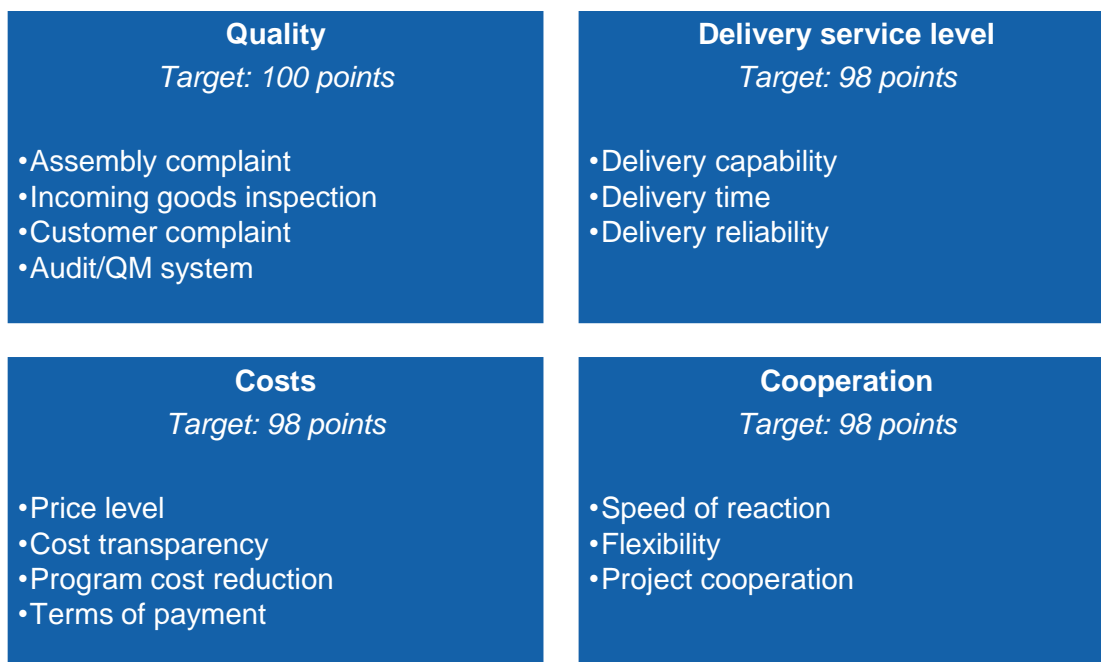 Quality
Target: 100 points
•Assembly complaint
•Incoming goods inspection
•Customer complaint
•Audit/QM system
Delivery service level
Target: 98 points
•Delivery capability
•Delivery time
•Delivery reliability
Costs
Target: 98 points
•Price level
•Cost transparency
•Program cost reduction
•Terms of payment
Cooperation
Target: 98 points
•Speed of reaction
•Flexibility
•Project cooperation